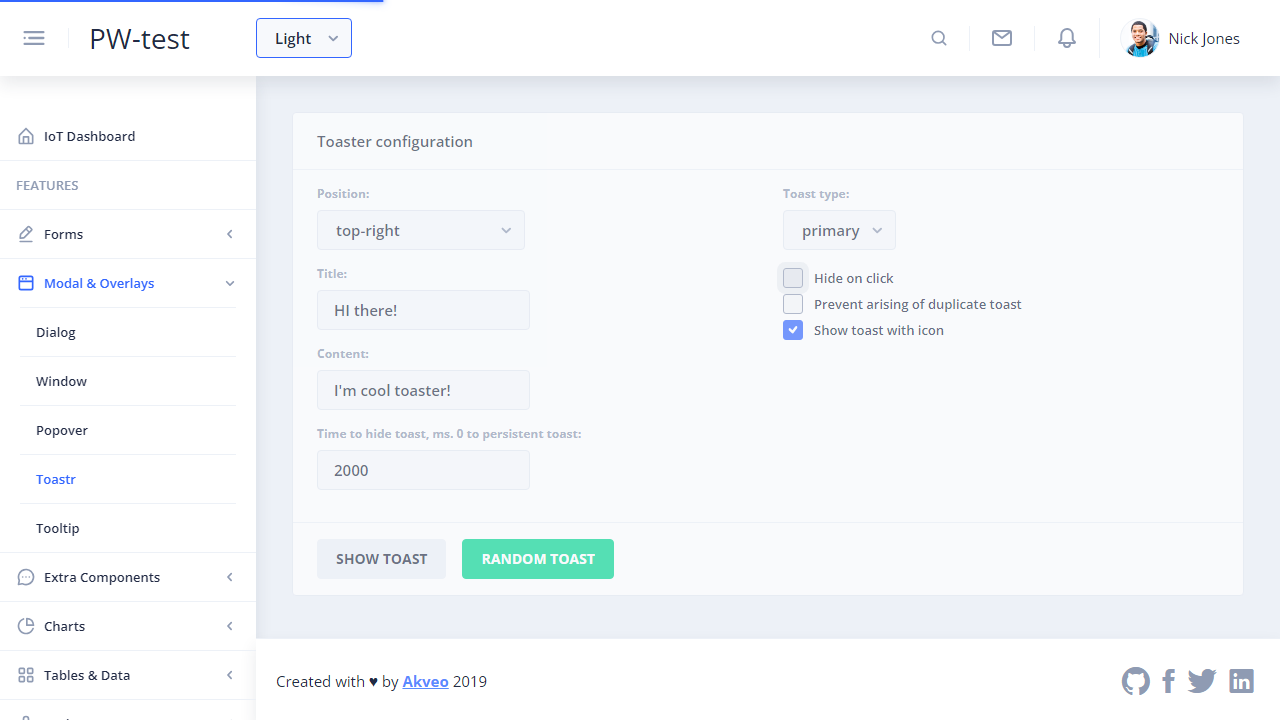 PW-test
Light
Nick Jones
IoT Dashboard
FEATURES
Forms
Modal & Overlays
Dialog
Window
Popover
Toastr
Tooltip
Extra Components
Charts
Tables & Data
Toaster configuration
Position:
top-right
Title:
HI there!
Content:
I'm cool toaster!
Time to hide toast, ms. 0 to persistent toast:
2000
Toast type:
primary
Hide on click
Prevent arising of duplicate toast
Show toast with icon
SHOW TOAST
RANDOM TOAST
Created with ♥ by Akveo 2019